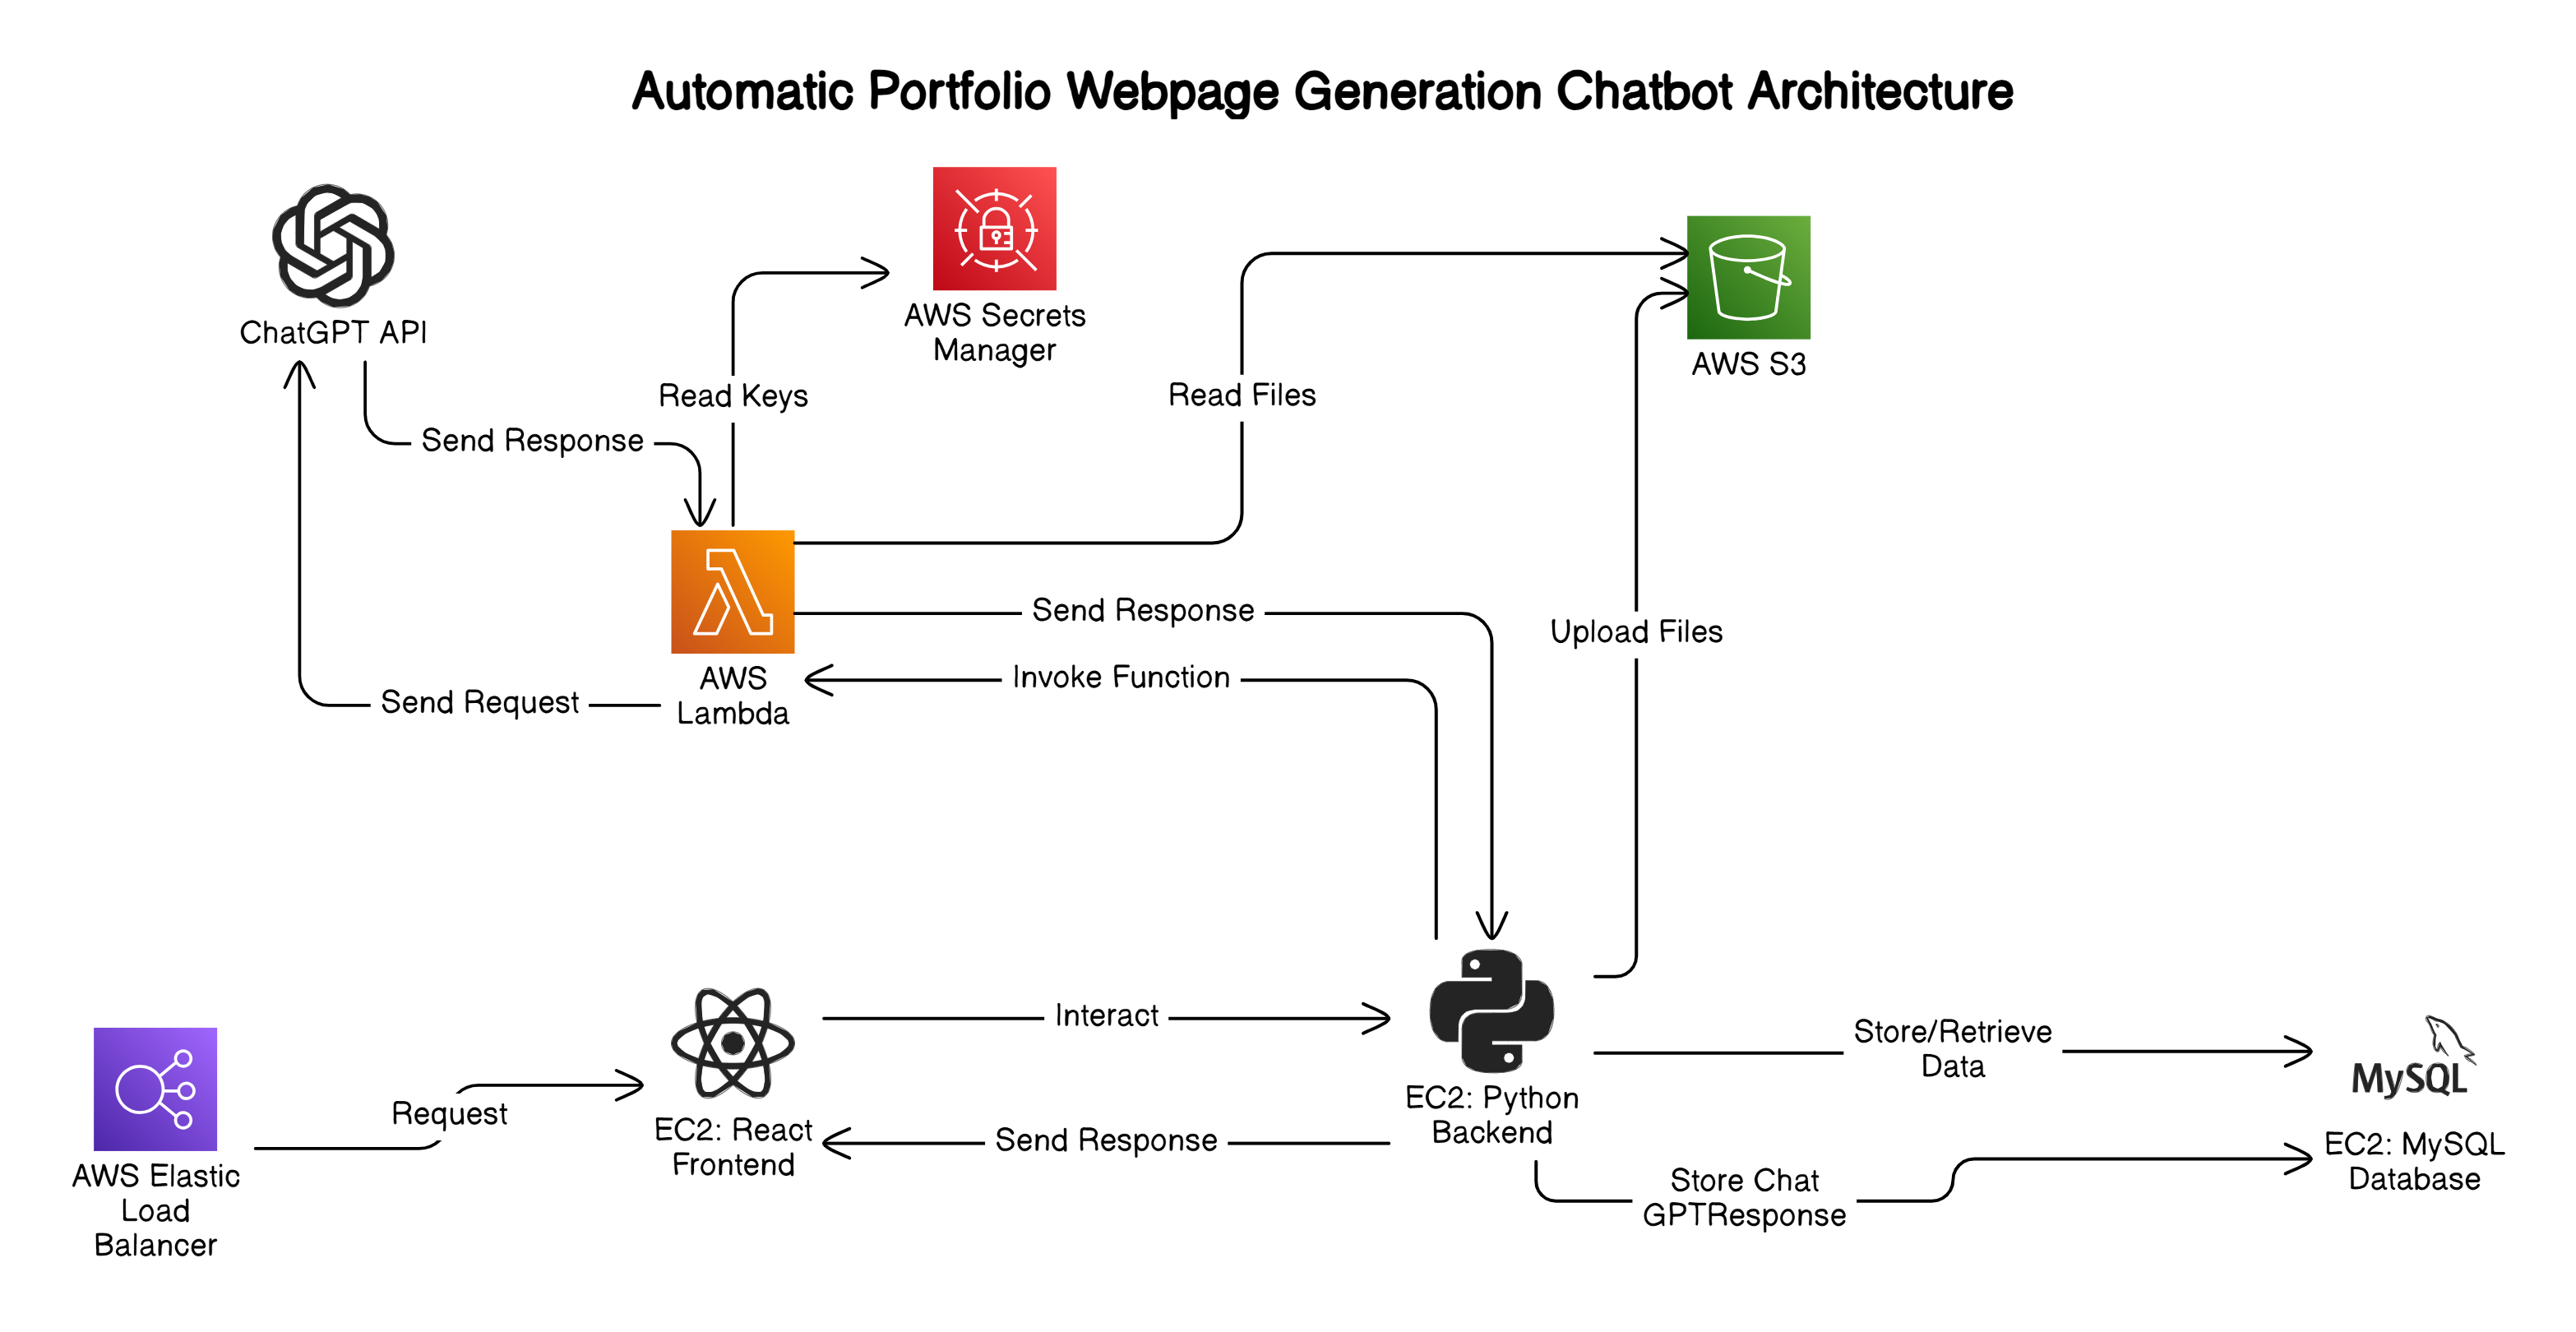 Automatic Portfolio Webpage Generation Chatbot Architecture
ChatGPT API
AWS Secrets
Manager
AWS S3
Read Keys
Read Files
Send Response
Send Response
Upload Files
AWS
Lambda
Invoke Function
Send Request
Interact
Request
EC2: React
Frontend
Send Response
EC2: Python
Backend
Store/Retrieve
Data
MySQL
EC2: MySQL
Database
Store Chat
GPTResponse
AWS Elastic
Load
Balancer